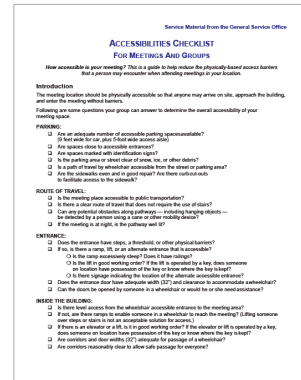 Service Material from the General Service Office
ACCESSIBILITIES CHECKLIST
FOR MEETINGS AND GROUPS
How accessible is your meeting? This is a guide to help reduce the physically-based access barriers
that a person may encounter when attending meetings in your location.
Introduction
The meeting location should be physically accessible so that anyone may arrive on site, approach the building,
and enter the meeting without barriers.
Following are some questions your group can answer to determine the overall accessibility of your
meeting space.
PARKING:
❑ Are an adequate number of accessible parking spaces available?
(9 feet wide for car, plus 5-foot wide access aisle)
❑ Are spaces close to accessible entrances?
❑ Are spaces marked with identification signs?
❑ Is the parking area or street clear of snow, ice, or other debris?
❑ Is a path of travel by wheelchair accessible from the street or parking area?
❑ Are the sidewalks even and in good repair? Are there curb cut-outs
to facilitate access to the sidewalk?
ROUTE OF TRAVEL:
❑ Is the meeting place accessible to public transportation?
❑ Is there a clear route of travel that does not require the use of stairs?
❑ Can any potential obstacles along pathways — including hanging objects —
be detected by a person using a cane or other mobility device?
❑ If the meeting is at night, is the pathway well lit?
ENTRANCE:
❑ Does the entrance have steps, a threshold, or other physical barriers?
❑ If so, is there a ramp, lift, or an alternate entrance that is accessible?
❍ Is the ramp excessively steep? Does it have railings?
❍ Is the lift in good working order? If the lift is operated by a key, does someone
on location have possession of the key or know where the key is kept?
❍ Is there signage indicating the location of the alternate accessible entrance?
❑ Does the entrance door have adequate width (32") and clearance to accommodate a wheelchair?
❑ Can the doors be opened by someone in a wheelchair or would he or she need assistance?
INSIDE THE BUILDING:
❑ Is there level access from the wheelchair accessible entrance to the meeting area?
❑ If not, are there ramps to enable someone in a wheelchair to reach the meeting? (Lifting someone
over steps or stairs is not an acceptable solution for access.)
❑ If there is an elevator or a lift, is it in good working order? If the elevator or lift is operated by a key,
does someone on location have possession of the key or know where the key is kept?
❑ Are corridors and door widths (32") adequate for passage of a wheelchair?
❑ Are corridors reasonably clear to allow safe passage for everyone?